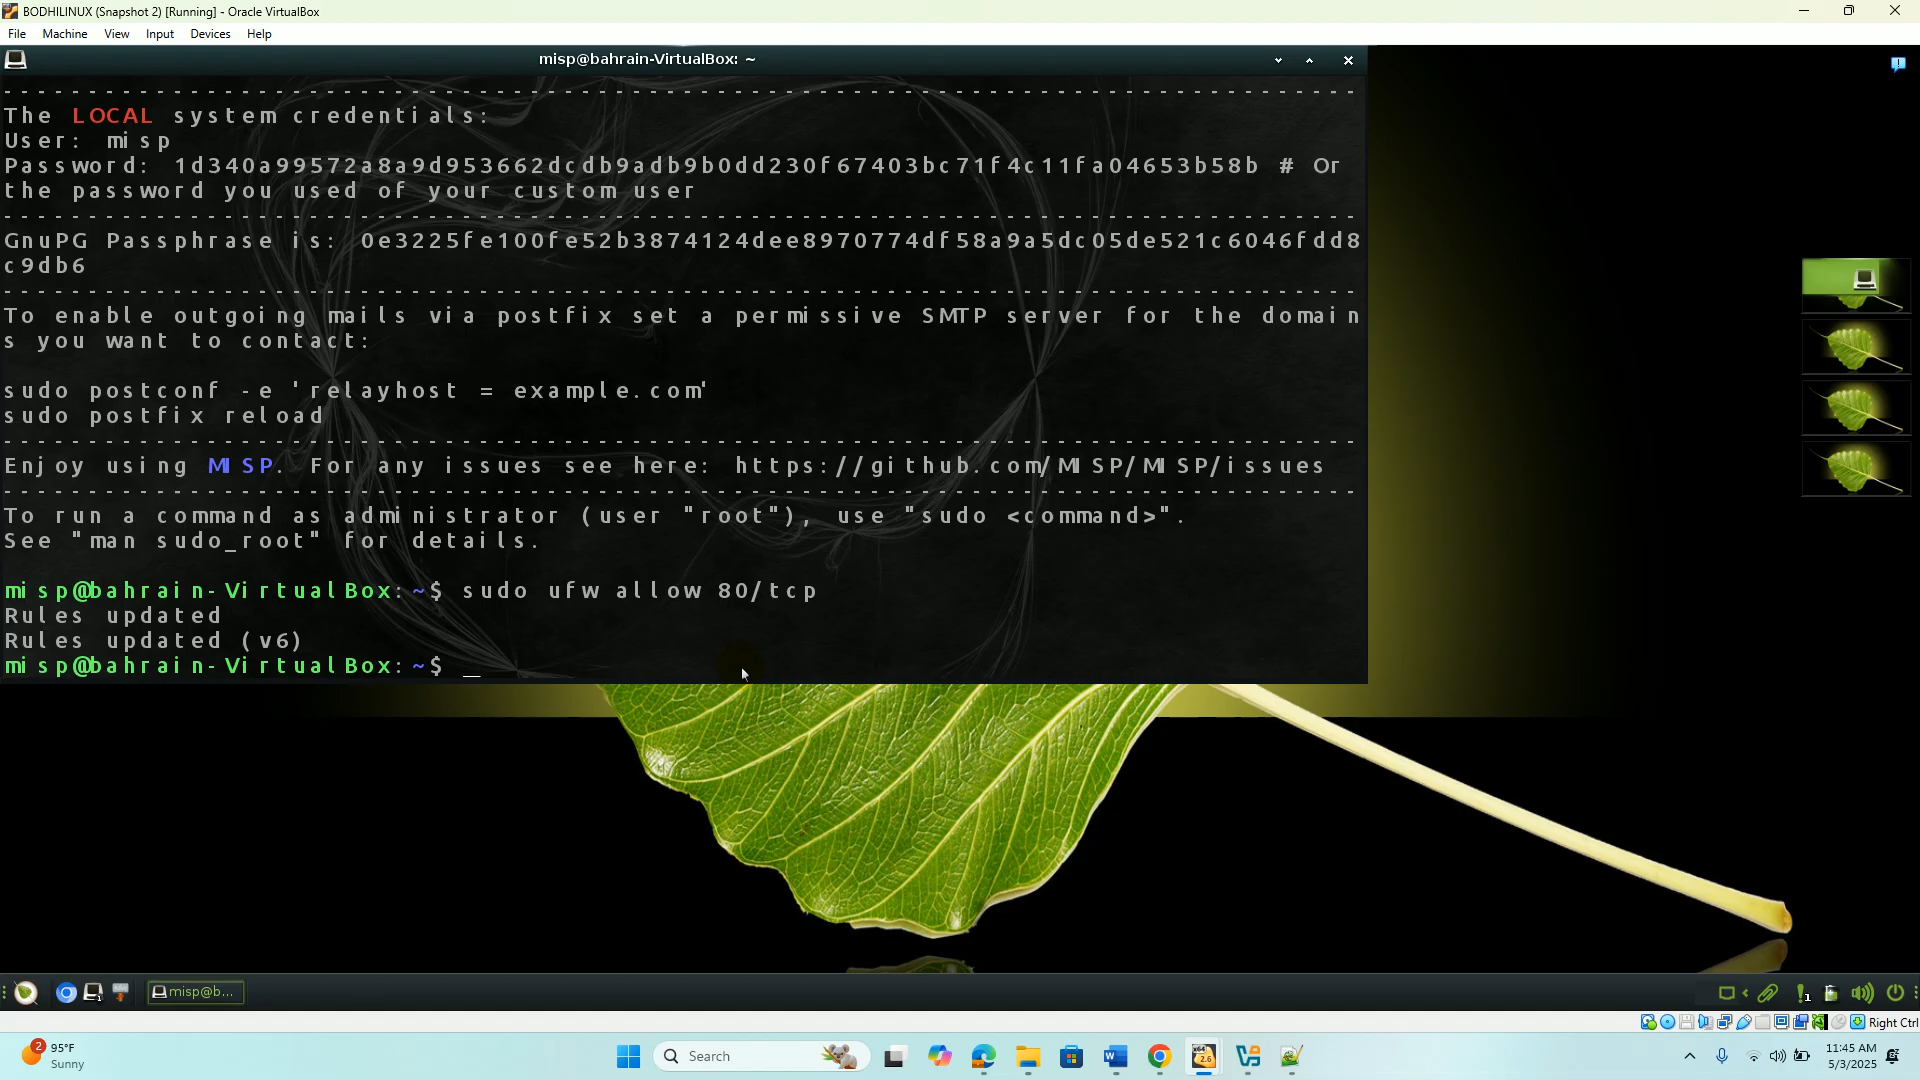 BODHILINUX (Snapshot 2) [Running] - Oracle VirtualBox
File Machine View Input Devices Help
misp@bahrain-VirtualBox: ~
--------------------------------------------------------------------------------
The LOCAL system credentials:
User: misp
Password: 1d340a99572a8a9d953662dcdb9adb9b0dd230f67403bc71f4c11fa04653b58b # Or
the password you used of your custom user
--------------------------------------------------------------------------------
GnuPG Passphrase is: 0e3225fe100fe52b3874124dee8970774df58a9a5dc05de521c6046fdd8
c9db6
--------------------------------------------------------------------------------
To enable outgoing mails via postfix set a permissive SMTP server for the domain
s you want to contact:
sudo postconf -e 'relayhost = example.com'
sudo postfix reload
--------------------------------------------------------------------------------
Enjoy using MISP. For any issues see here: https://github.com/MISP/MISP/issues
--------------------------------------------------------------------------------
To run a command as administrator (user "root"), use "sudo <command>".
See "man sudo_root" for details.
misp@bahrain-VirtualBox:~$ sudo ufw allow 80/tcp
Rules updated
Rules updated (v6)
misp@bahrain-VirtualBox:~$ _
misp@b...
1
1
Right Ctrl
2
95°F
Sunny
Search
x64
2.6
11:45 AM
5/3/2025